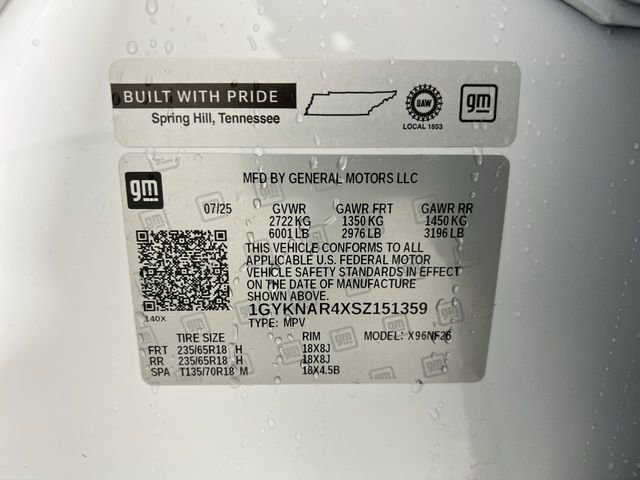 BUILT WITH PRIDE
Spring Hill, Tennessee
UAW
LOCAL 1853
gm
gm
MFD BY GENERAL MOTORS LLC
07/25 GVWR GAWR FRT GAWR RR
2722 KG 1350 KG 1450 KG
6001 LB 2976 LB 3196 LB
THIS VEHICLE CONFORMS TO ALL
APPLICABLE U.S. FEDERAL MOTOR
VEHICLE SAFETY STANDARDS IN EFFECT
ON THE DATE OF MANUFACTURE
SHOWN ABOVE.
1GYKNAR4XSZ151359
140X
TYPE: MPV
TIRE SIZE RIM MODEL: X96NF26
FRT 235/65R18 H 18X8J
RR 235/65R18 H 18X8J
SPA T135/70R18 M 18X4.5B